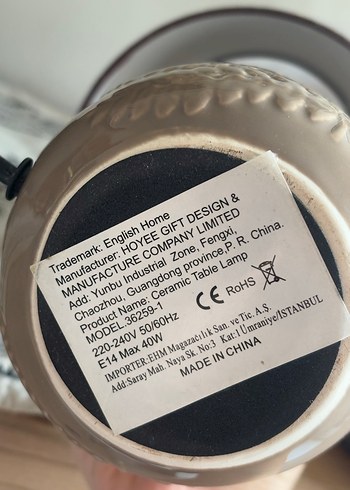 Trademark: English Home
Manufacturer: HOYEE GIFT DESIGN &
MANUFACTURE COMPANY LIMITED
Add: Yunbu Industrial Zone, Fengxi,
Chaozhou, Guangdong province,P. R. China.
Product Name: Ceramic Table Lamp
MODEL:36259-1
220-240V 50/60Hz
E14 Max 40W
CE RoHS
IMPORTER:EHM Magazacılık San. ve Tic. A.Ş.
Add:Saray Mah. Naya Sk. No:3 Kat:1 Umraniye/ISTANBUL
MADE IN CHINA